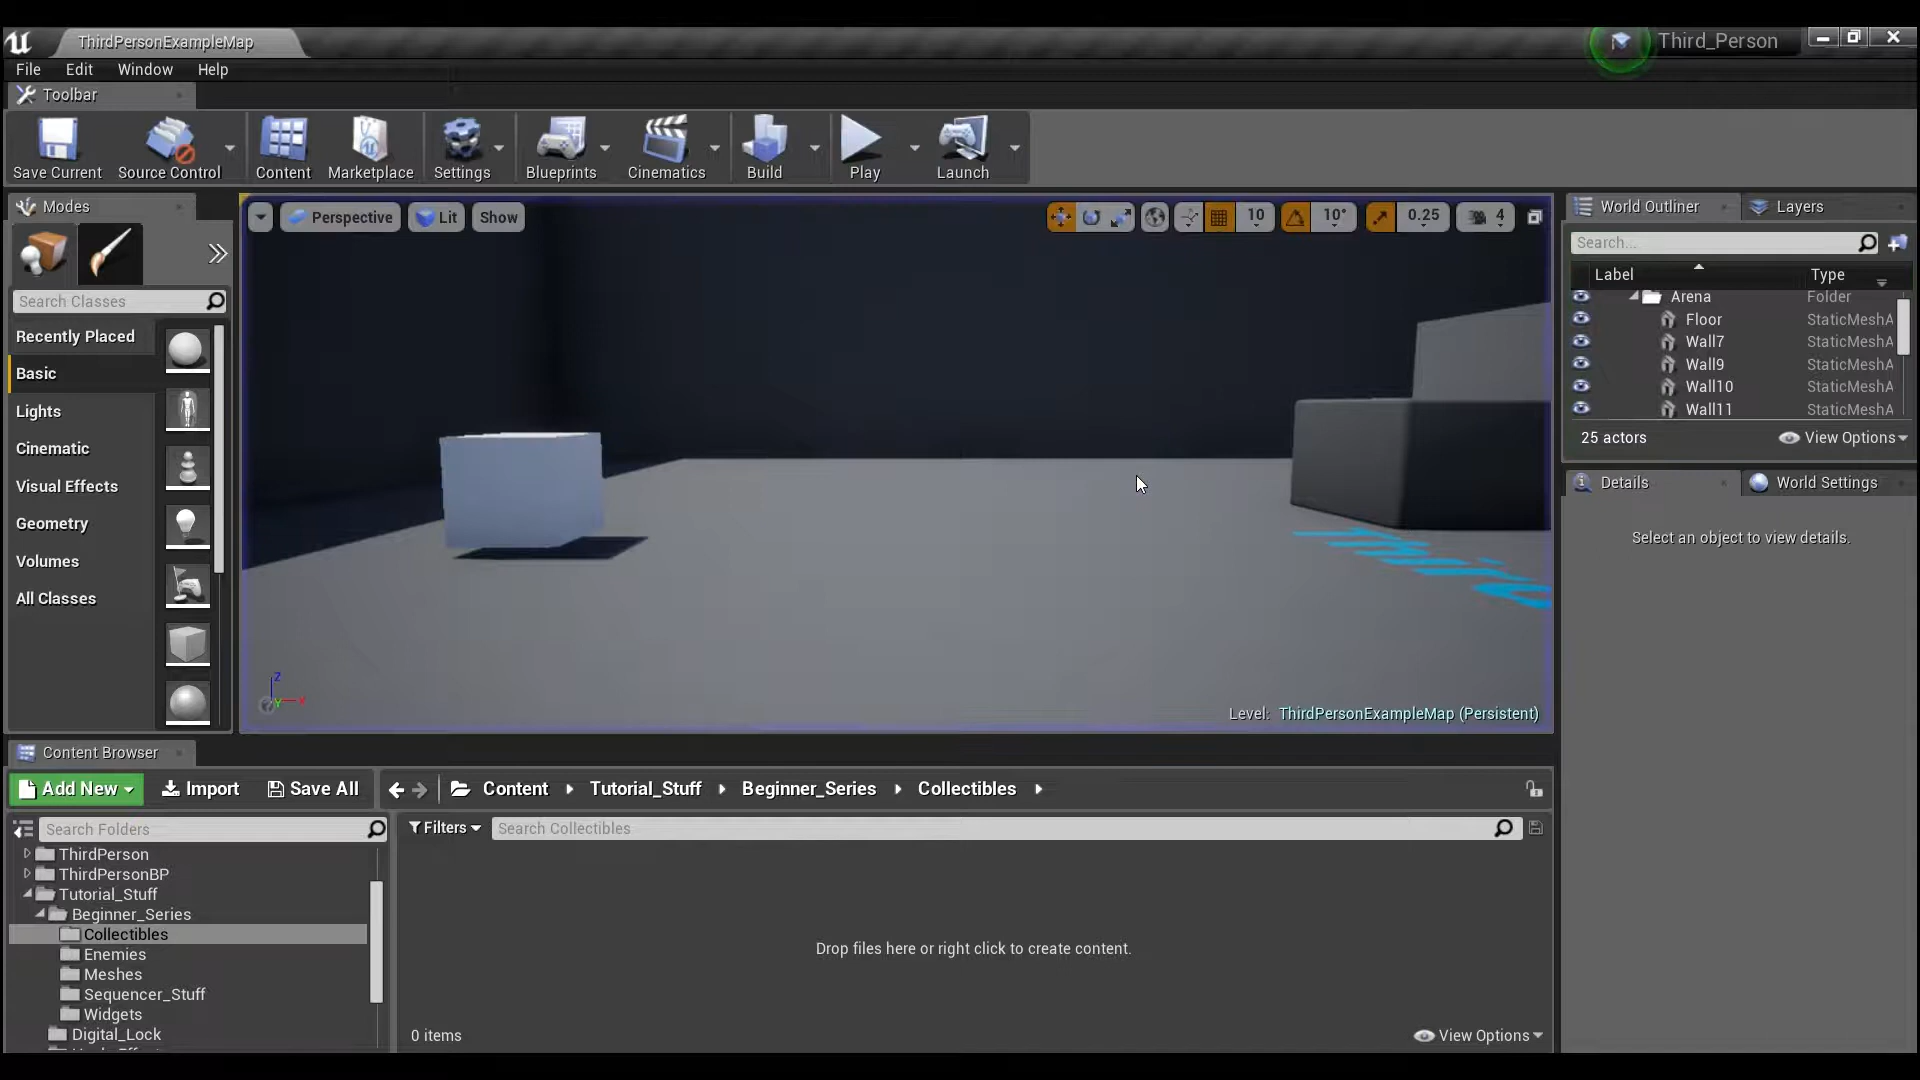 ThirdPersonExampleMap
Third_Person
File Edit Window Help
Toolbar
Save Current Source Control Content Marketplace Settings Blueprints Cinematics Build Play Launch
Modes
Search Classes
Recently Placed
Basic
Lights
Cinematic
Visual Effects
Geometry
Volumes
All Classes
Perspective Lit Show
10 10° 0.25 4
Z
Level: ThirdPersonExampleMap (Persistent)
World Outliner Layers
Search...
Label Type
Arena Folder
Floor StaticMeshA
Wall7 StaticMeshA
Wall9 StaticMeshA
Wall10 StaticMeshA
Wall11 StaticMeshA
25 actors View Options
Details World Settings
Select an object to view details.
Content Browser
Add New Import Save All Content Tutorial_Stuff Beginner_Series Collectibles
Search Folders
Filters Search Collectibles
ThirdPerson
ThirdPersonBP
Tutorial_Stuff
Beginner_Series
Collectibles
Enemies
Meshes
Sequencer_Stuff
Widgets
Digital_Lock
Drop files here or right click to create content.
0 items View Options